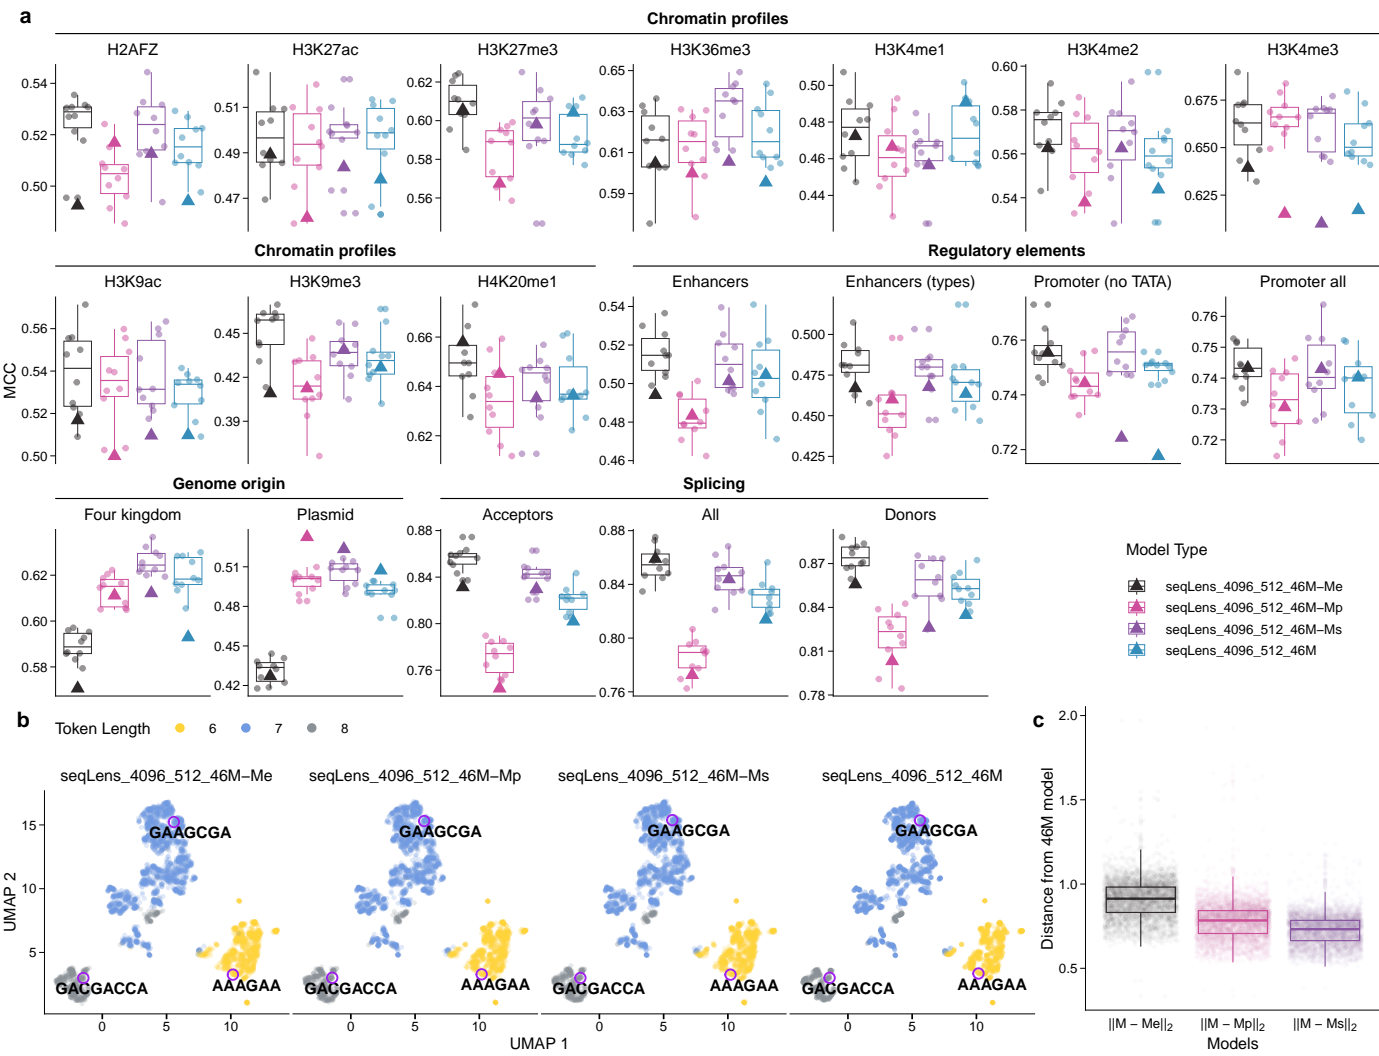 a
Chromatin profiles
H2AFZ
H3K27ac
H3K27me3
H3K36me3
H3K4me1
H3K4me2
H3K4me3
0.54
0.52
0.50
0.51
0.49
0.47
0.62
0.60
0.58
0.56
0.65
0.63
0.61
0.59
0.50
0.48
0.46
0.44
0.60
0.58
0.56
0.54
0.675
0.650
0.625
Chromatin profiles
Regulatory elements
H3K9ac
H3K9me3
H4K20me1
Enhancers
Enhancers (types)
Promoter (no TATA)
Promoter all
MCC
0.56
0.54
0.52
0.50
0.45
0.42
0.39
0.66
0.64
0.62
0.54
0.52
0.50
0.48
0.46
0.500
0.475
0.450
0.425
0.76
0.74
0.72
0.76
0.75
0.74
0.73
0.72
Genome origin
Splicing
Four kingdom
Plasmid
Acceptors
All
Donors
0.62
0.60
0.58
0.51
0.48
0.45
0.42
0.88
0.84
0.80
0.76
0.88
0.84
0.80
0.76
0.87
0.84
0.81
0.78
Model Type
seqLens_4096_512_46M−Me
seqLens_4096_512_46M−Mp
seqLens_4096_512_46M−Ms
seqLens_4096_512_46M
b
Token Length
6
7
8
seqLens_4096_512_46M−Me
seqLens_4096_512_46M−Mp
seqLens_4096_512_46M−Ms
seqLens_4096_512_46M
UMAP 2
15
10
5
GAAGCGA
GACGACCA
AAAGAA
GAAGCGA
GACGACCA
AAAGAA
GAAGCGA
GACGACCA
AAAGAA
GAAGCGA
GACGACCA
AAAGAA
0
5
10
0
5
10
0
5
10
0
5
10
UMAP 1
c
Distance from 46M model
2.0
1.5
1.0
0.5
||M − Me||2
||M − Mp||2
||M − Ms||2
Models